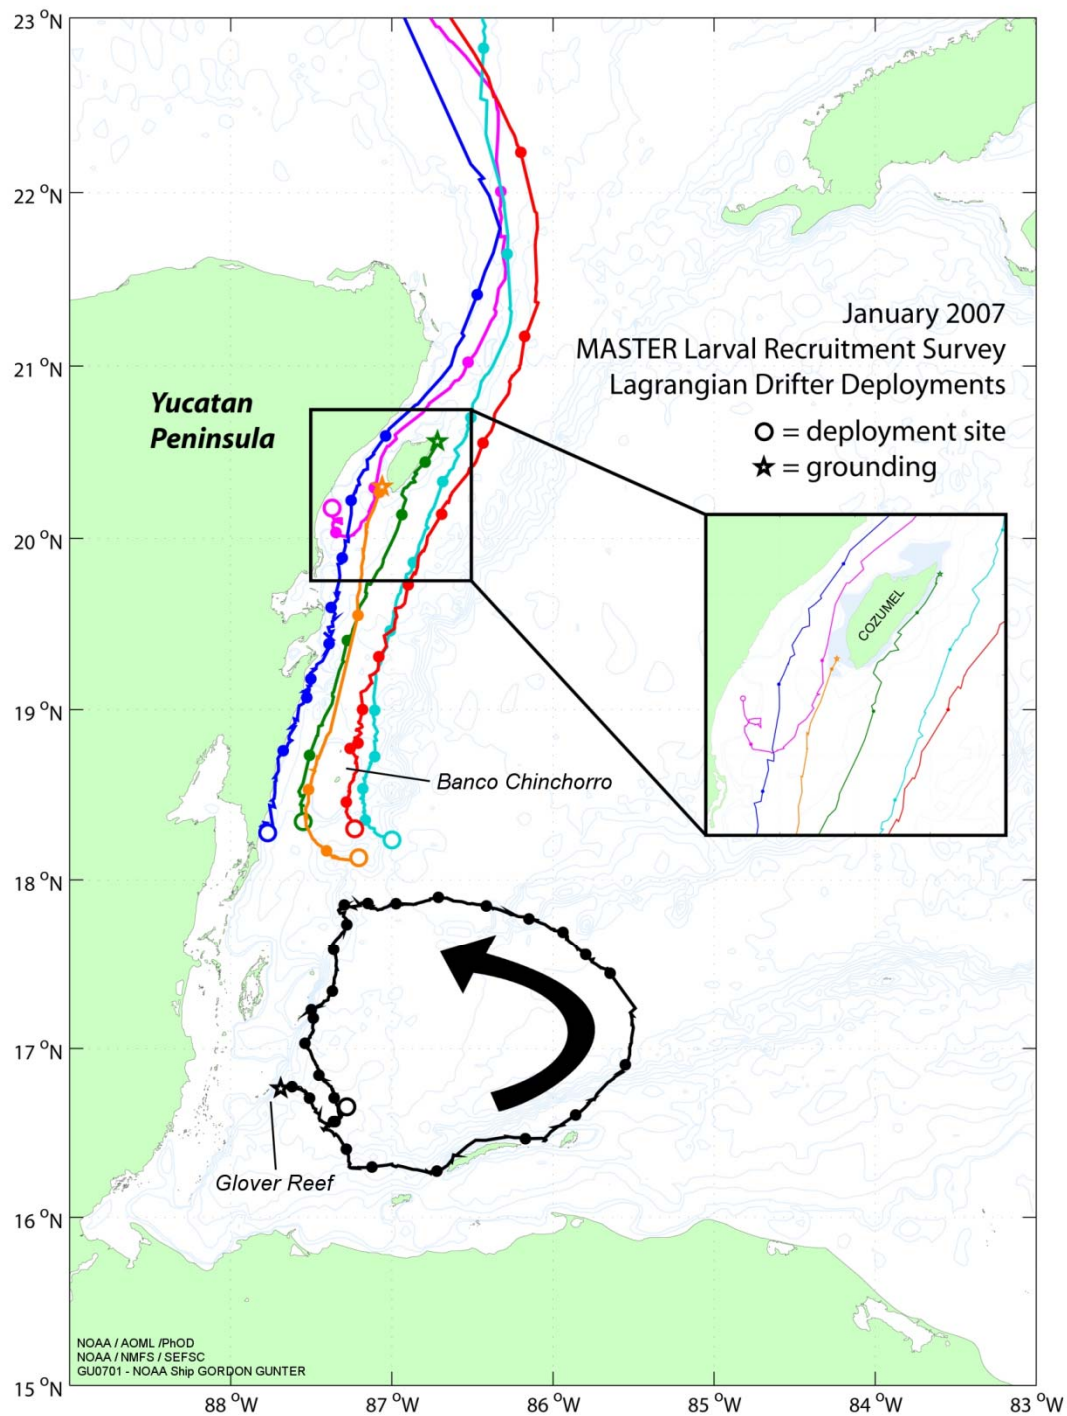 23 °N
22 °N
21 °N
20 °N
19 °N
18 °N
17 °N
16 °N
15 °N
January 2007
MASTER Larval Recruitment Survey
Lagrangian Drifter Deployments
= deployment site
= grounding
Yucatan
Peninsula
COZUMEL
Banco Chinchorro
Glover Reef
NOAA / AOML /PhOD
NOAA / NMFS / SEFSC
GU0701 - NOAA Ship GORDON GUNTER
88 °W
87 °W
86 °W
85 °W
84 °W
83 °W